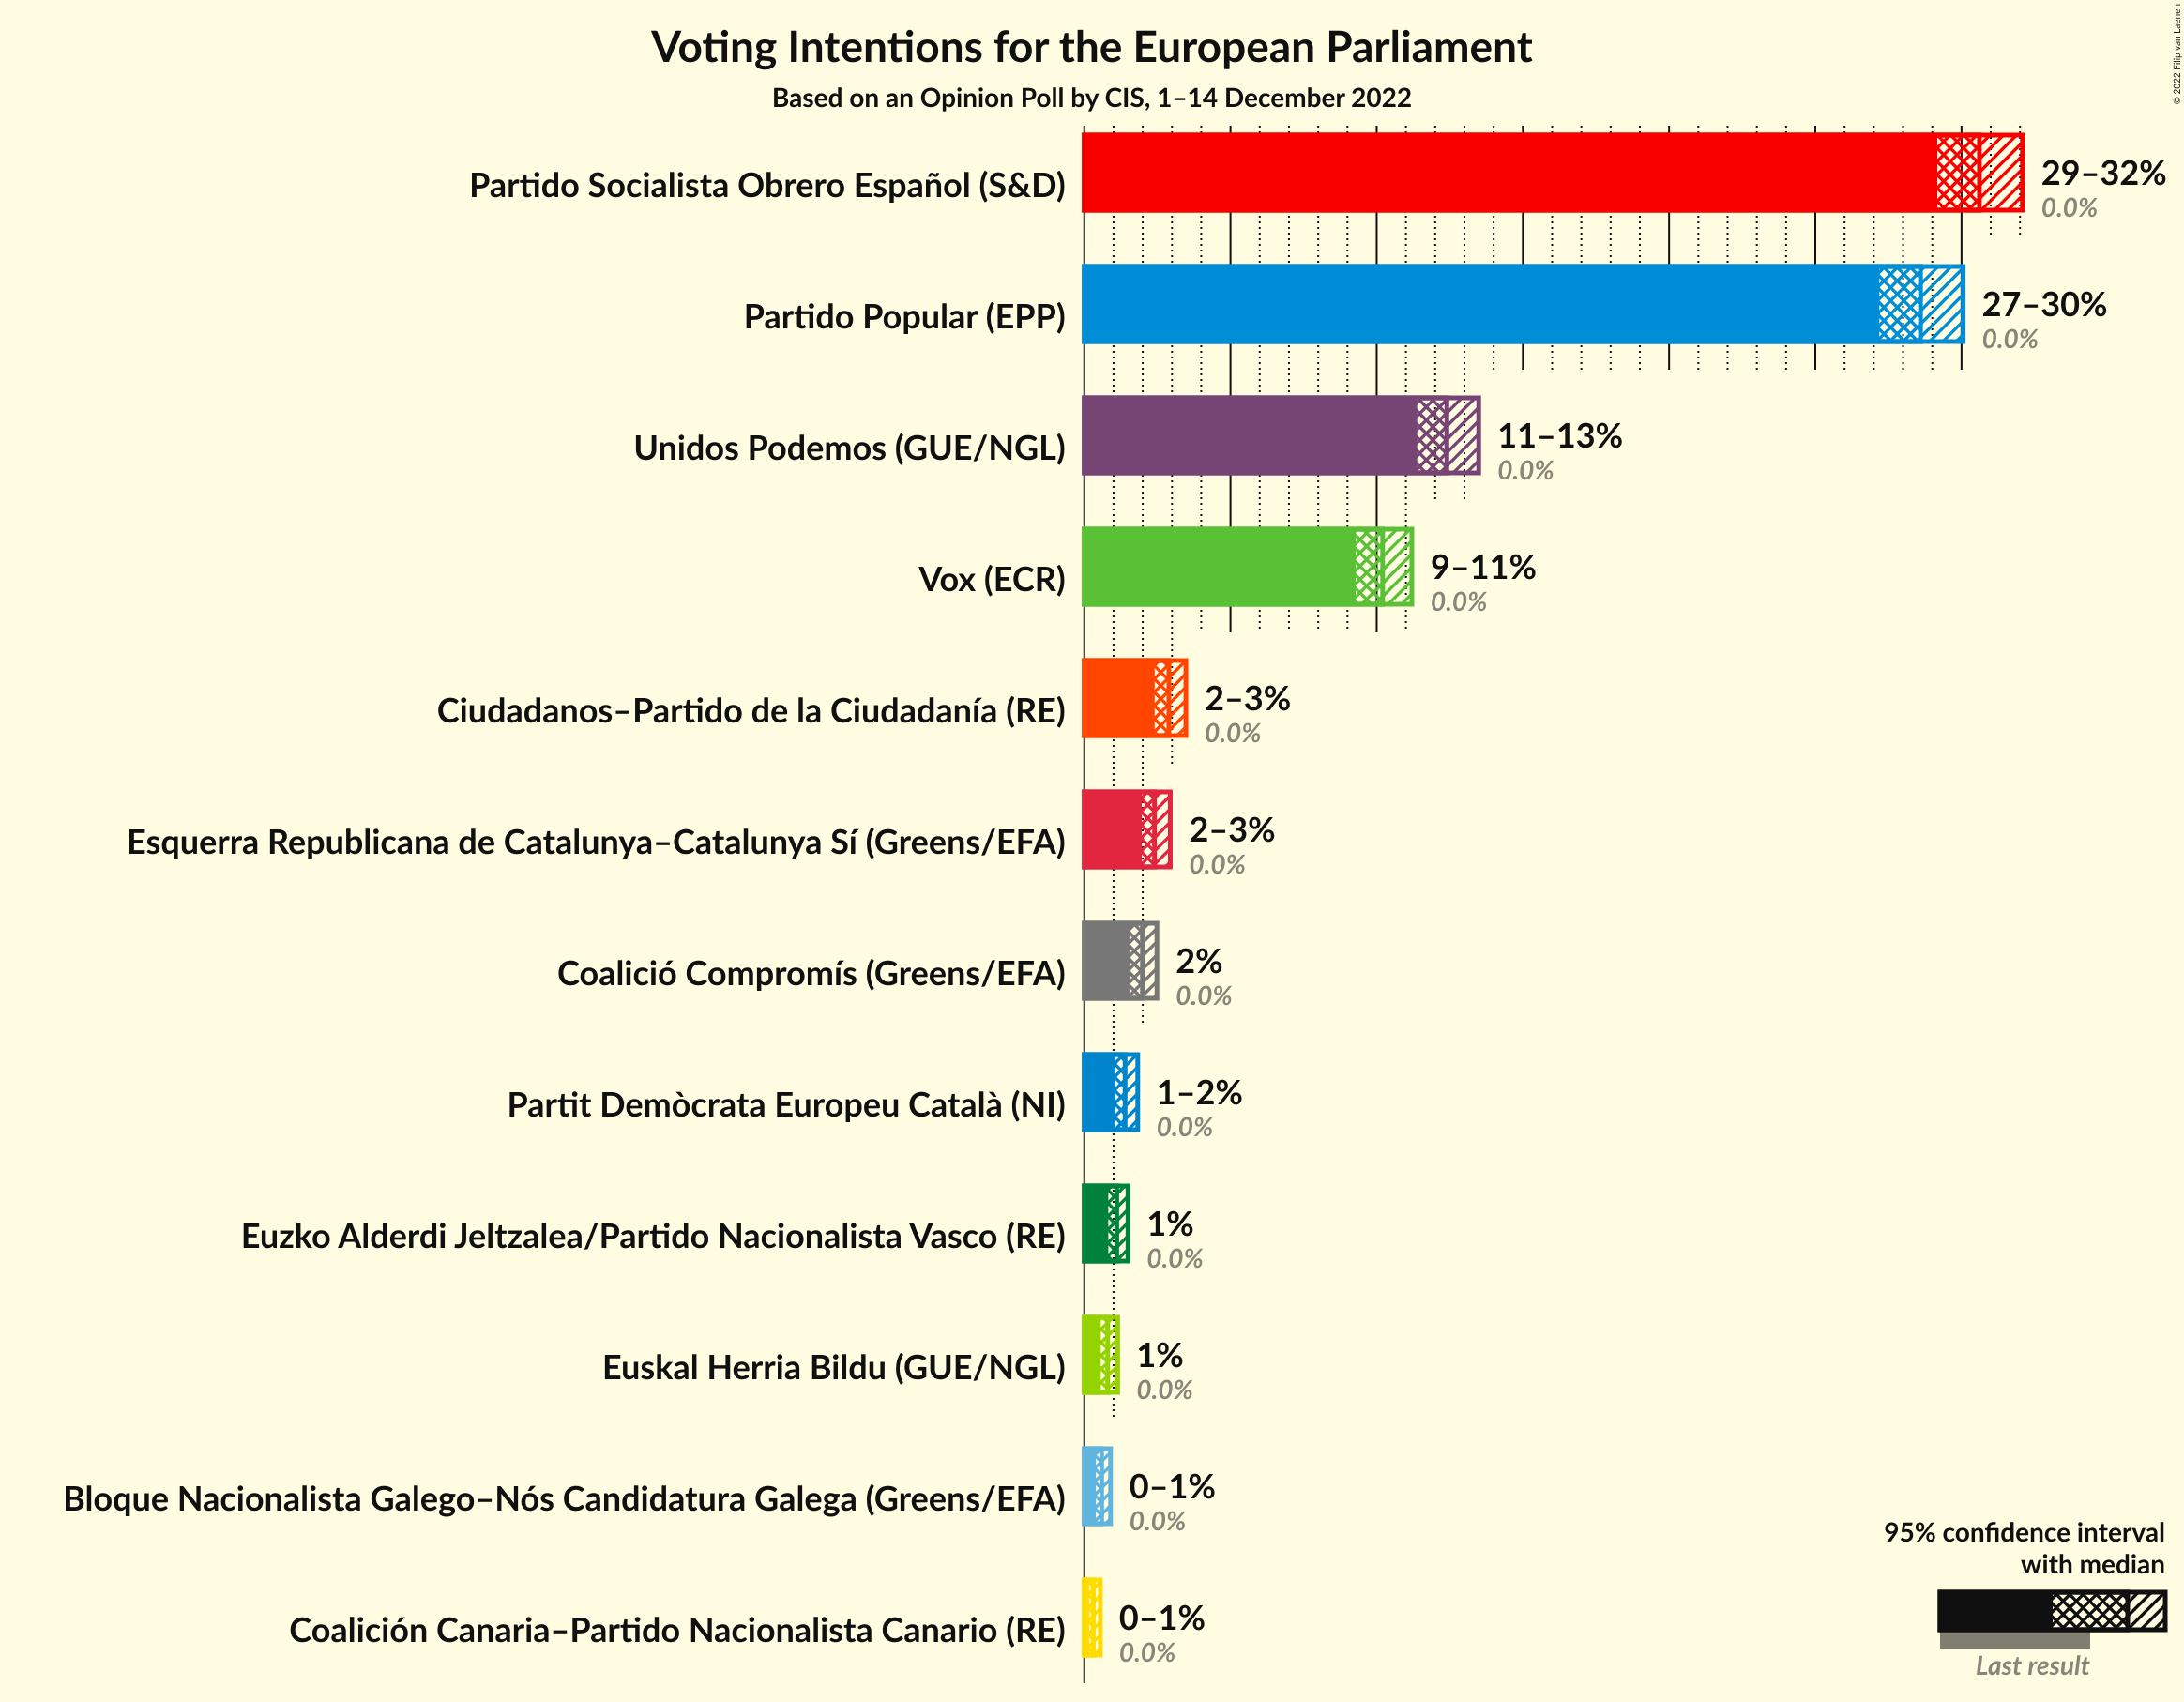 Voting Intentions for the European Parliament
Based on an Opinion Poll by CIS, 1–14 December 2022
© 2022 Filip van Laenen
Partido Socialista Obrero Español (S&D)
29–32%
0.0%
Partido Popular (EPP)
27–30%
0.0%
Unidos Podemos (GUE/NGL)
11–13%
0.0%
Vox (ECR)
9–11%
0.0%
Ciudadanos–Partido de la Ciudadanía (RE)
2–3%
0.0%
Esquerra Republicana de Catalunya–Catalunya Sí (Greens/EFA)
2–3%
0.0%
Coalició Compromís (Greens/EFA)
2%
0.0%
Partit Demòcrata Europeu Català (NI)
1–2%
0.0%
Euzko Alderdi Jeltzalea/Partido Nacionalista Vasco (RE)
1%
0.0%
Euskal Herria Bildu (GUE/NGL)
1%
0.0%
Bloque Nacionalista Galego–Nós Candidatura Galega (Greens/EFA)
0–1%
0.0%
Coalición Canaria–Partido Nacionalista Canario (RE)
0–1%
0.0%
95% confidence interval
with median
Last result